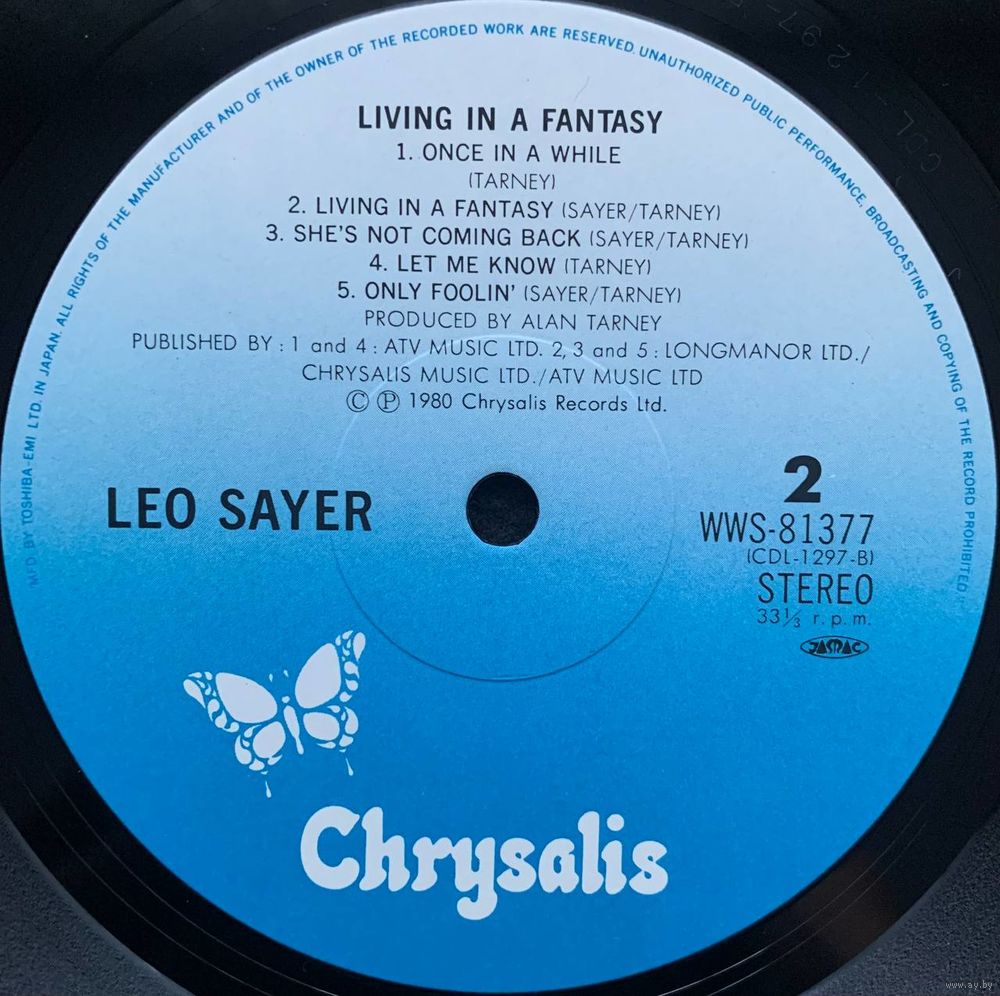 MFD. BY TOSHIBA-EMI LTD. IN JAPAN. ALL RIGHTS OF THE MANUFACTURER AND OF THE OWNER OF THE RECORDED WORK ARE RESERVED. UNAUTHORIZED PUBLIC PERFORMANCE, BROADCASTING AND COPYING OF THE RECORD PROHIBITED.
LIVING IN A FANTASY
1. ONCE IN A WHILE
(TARNEY)
2. LIVING IN A FANTASY (SAYER/TARNEY)
3. SHE'S NOT COMING BACK (SAYER/TARNEY)
4. LET ME KNOW (TARNEY)
5. ONLY FOOLIN' (SAYER/TARNEY)
PRODUCED BY ALAN TARNEY
PUBLISHED BY : 1 and 4 : ATV MUSIC LTD. 2, 3 and 5 : LONGMANOR LTD./
CHRYSALIS MUSIC LTD./ATV MUSIC LTD
Ⓒ Ⓟ 1980 Chrysalis Records Ltd.
LEO SAYER
2
WWS-81377
(CDL-1297-B)
STEREO
33⅓ r.p.m.
JASRAC
Chrysalis
www.ay.by